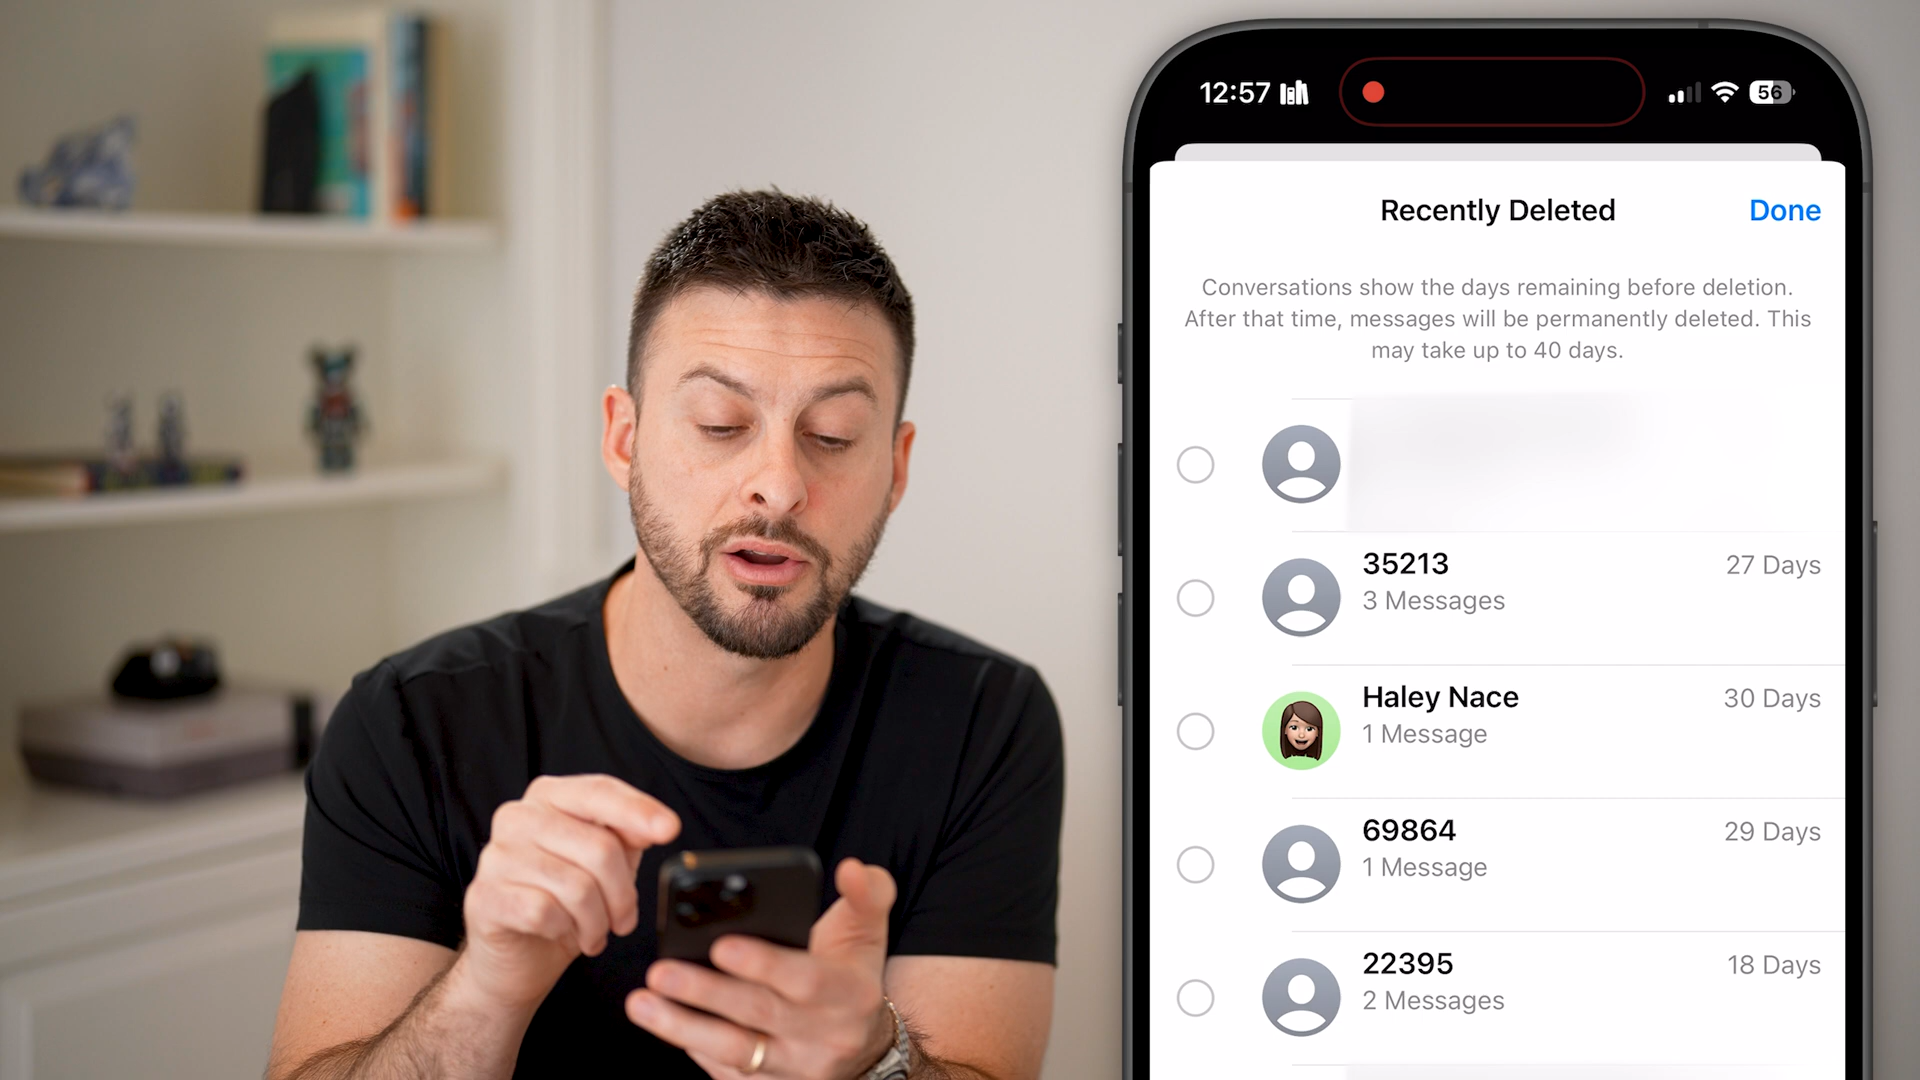 12:57
56
Recently Deleted
Done
Conversations show the days remaining before deletion.
After that time, messages will be permanently deleted. This
may take up to 40 days.
35213
27 Days
3 Messages
Haley Nace
30 Days
1 Message
69864
29 Days
1 Message
22395
18 Days
2 Messages